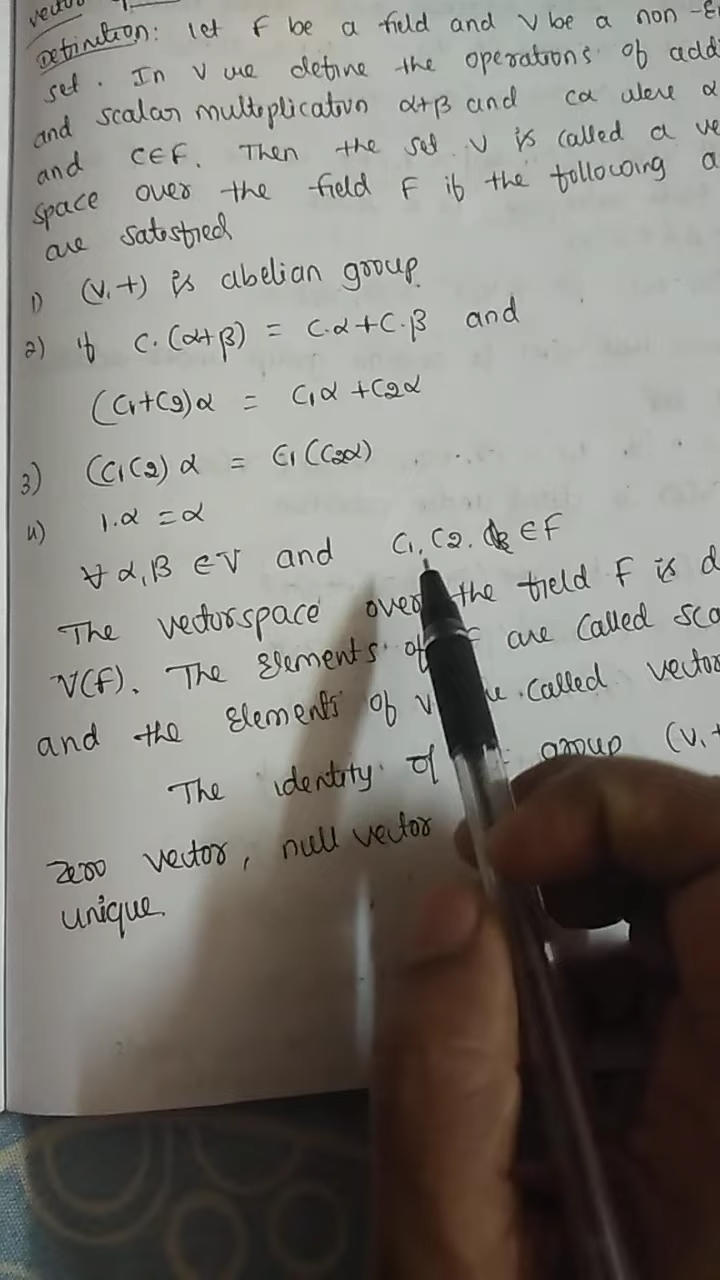 Definition: Let F be a field and V be a non-
set. In V we define the operations of add
and scalar multiplication α+β and cα were α
and C∈F. Then the set V is called a ve
space over the field F if the following a
are satisfied
1) (V,+) is abelian group.
2) if C.(α+β) = C.α+C.β and
(C1+C2)α = C1α+C2α
3) (C1C2)α = C1(C2α)
4) 1.α=α
∀ α,β ∈V and C1,C2. ∈F
The vectorspace over the field F is d
V(F). The Elements of are called sca
and the Elements of V called vector
The identity of group (V,+
Zero vector, null vector
unique.